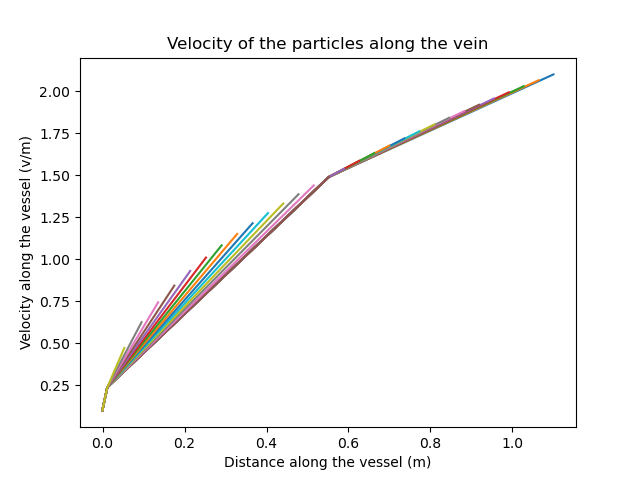 Velocity of the particles along the vein
Velocity along the vessel (v/m)
2.00
1.75
1.50
1.25
1.00
0.75
0.50
0.25
0.0 0.2 0.4 0.6 0.8 1.0
Distance along the vessel (m)